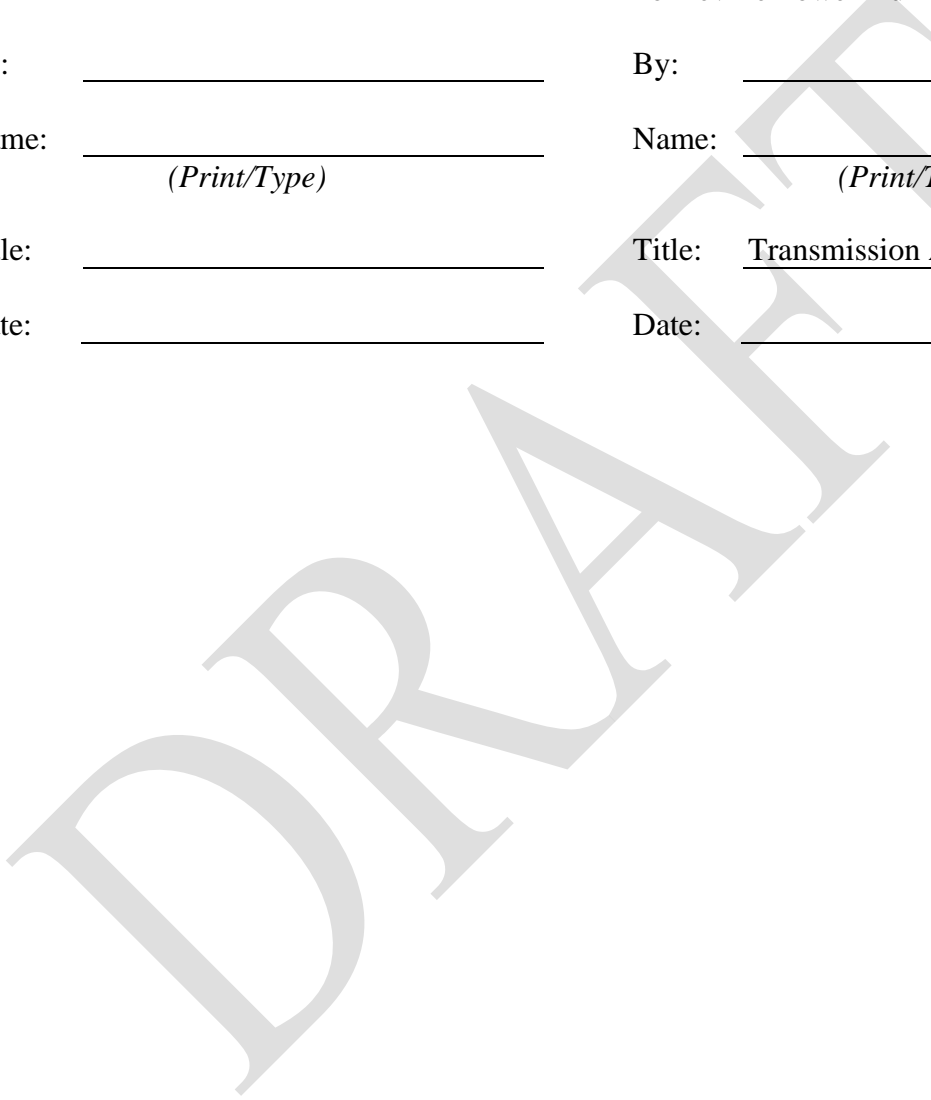 : By:
me: Name:
(Print/Type) (Print/
le: Title: Transmission
te: Date:
DRAFT